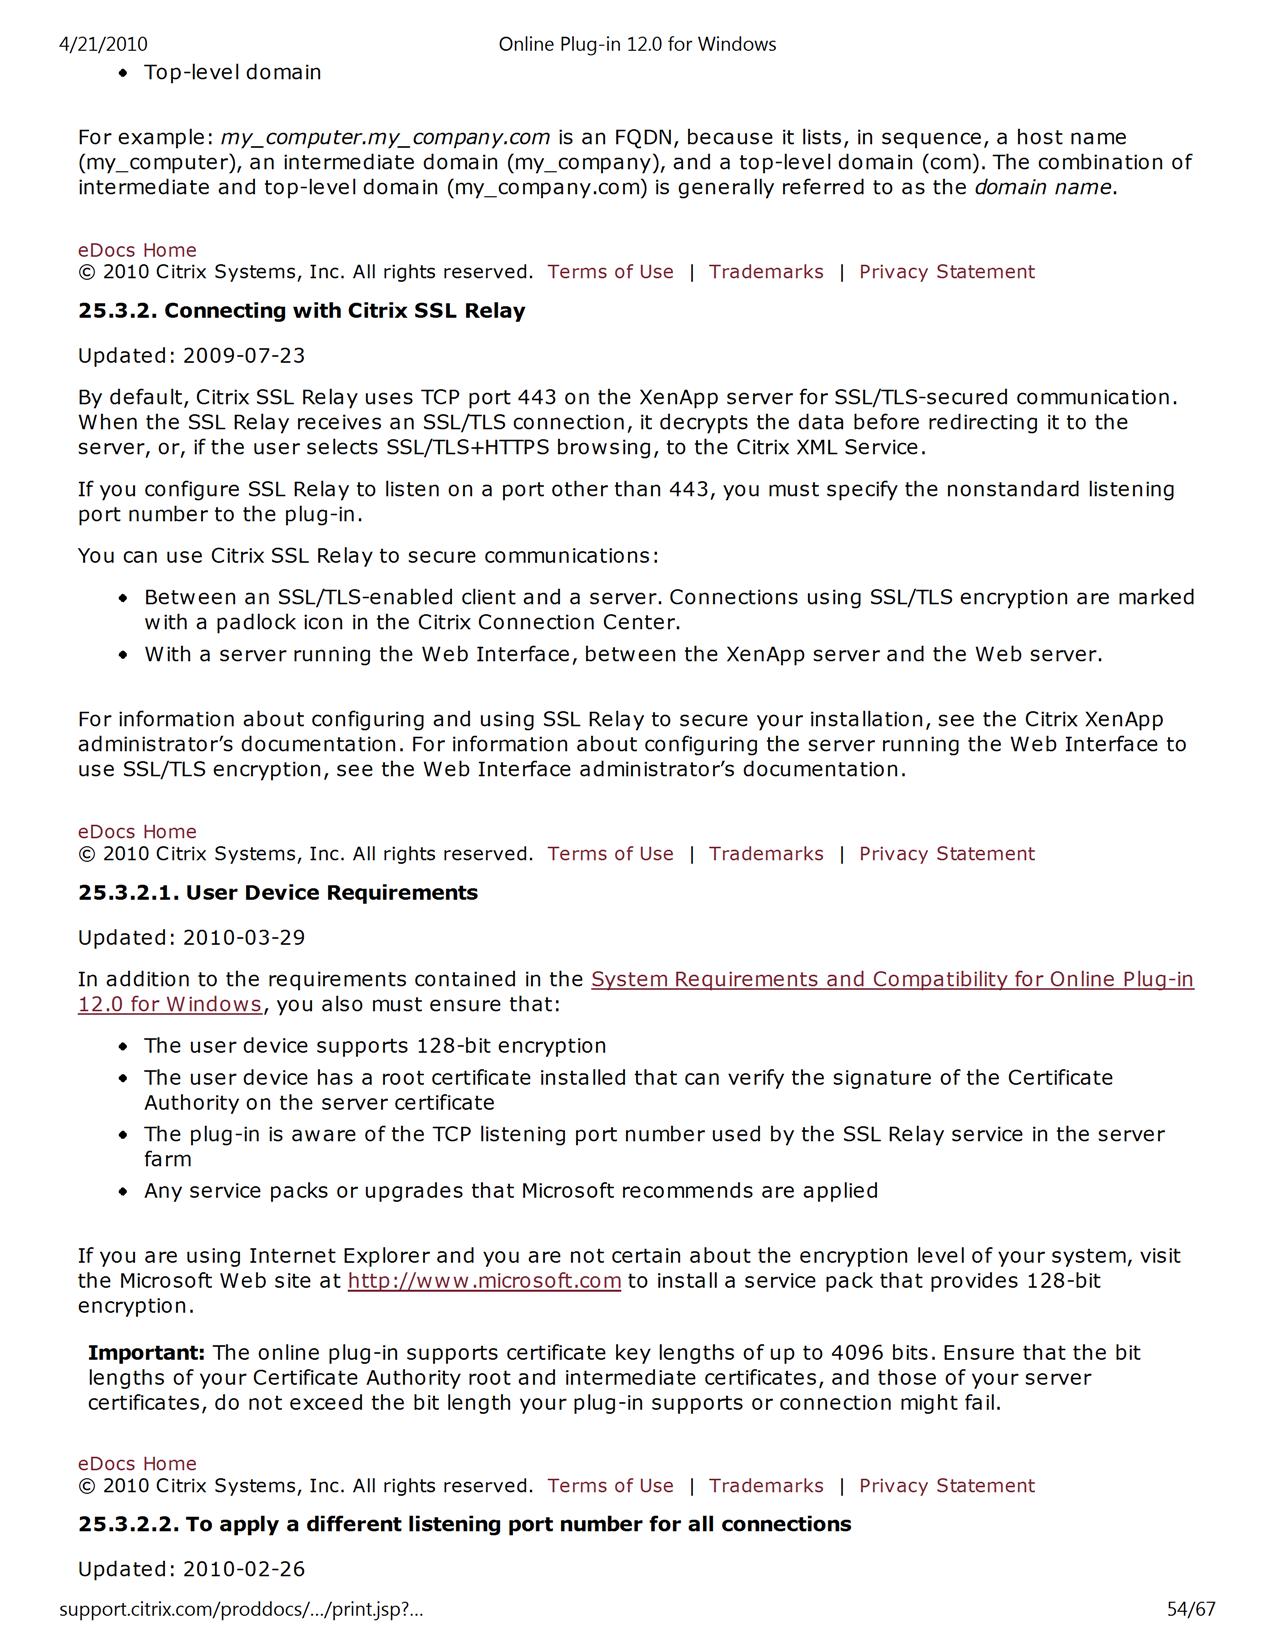 4/21/2010 Online Plug-in 12.0 for Windows
• Top-level domain
For example: my_computer.my_company.com is an FQDN, because it lists, in sequence, a host name
(my_computer), an intermediate domain (my_company), and a top-level domain (com). The combination of
intermediate and top-level domain (my_company.com) is generally referred to as the domain name.
eDocs Home
© 2010 Citrix Systems, Inc. All rights reserved. Terms of Use | Trademarks | Privacy Statement
25.3.2. Connecting with Citrix SSL Relay
Updated: 2009-07-23
By default, Citrix SSL Relay uses TCP port 443 on the XenApp server for SSL/TLS-secured communication.
When the SSL Relay receives an SSL/TLS connection, it decrypts the data before redirecting it to the
server, or, if the user selects SSL/TLS+HTTPS browsing, to the Citrix XML Service.
If you configure SSL Relay to listen on a port other than 443, you must specify the nonstandard listening
port number to the plug-in.
You can use Citrix SSL Relay to secure communications:
• Between an SSL/TLS-enabled client and a server. Connections using SSL/TLS encryption are marked
with a padlock icon in the Citrix Connection Center.
• With a server running the Web Interface, between the XenApp server and the Web server.
For information about configuring and using SSL Relay to secure your installation, see the Citrix XenApp
administrator’s documentation. For information about configuring the server running the Web Interface to
use SSL/TLS encryption, see the Web Interface administrator’s documentation.
eDocs Home
© 2010 Citrix Systems, Inc. All rights reserved. Terms of Use | Trademarks | Privacy Statement
25.3.2.1. User Device Requirements
Updated: 2010-03-29
In addition to the requirements contained in the System Requirements and Compatibility for Online Plug-in
12.0 for Windows, you also must ensure that:
• The user device supports 128-bit encryption
• The user device has a root certificate installed that can verify the signature of the Certificate
Authority on the server certificate
• The plug-in is aware of the TCP listening port number used by the SSL Relay service in the server
farm
• Any service packs or upgrades that Microsoft recommends are applied
If you are using Internet Explorer and you are not certain about the encryption level of your system, visit
the Microsoft Web site at http://www.microsoft.com to install a service pack that provides 128-bit
encryption.
Important: The online plug-in supports certificate key lengths of up to 4096 bits. Ensure that the bit
lengths of your Certificate Authority root and intermediate certificates, and those of your server
certificates, do not exceed the bit length your plug-in supports or connection might fail.
eDocs Home
© 2010 Citrix Systems, Inc. All rights reserved. Terms of Use | Trademarks | Privacy Statement
25.3.2.2. To apply a different listening port number for all connections
Updated: 2010-02-26
support.citrix.com/proddocs/.../print.jsp?... 54/67